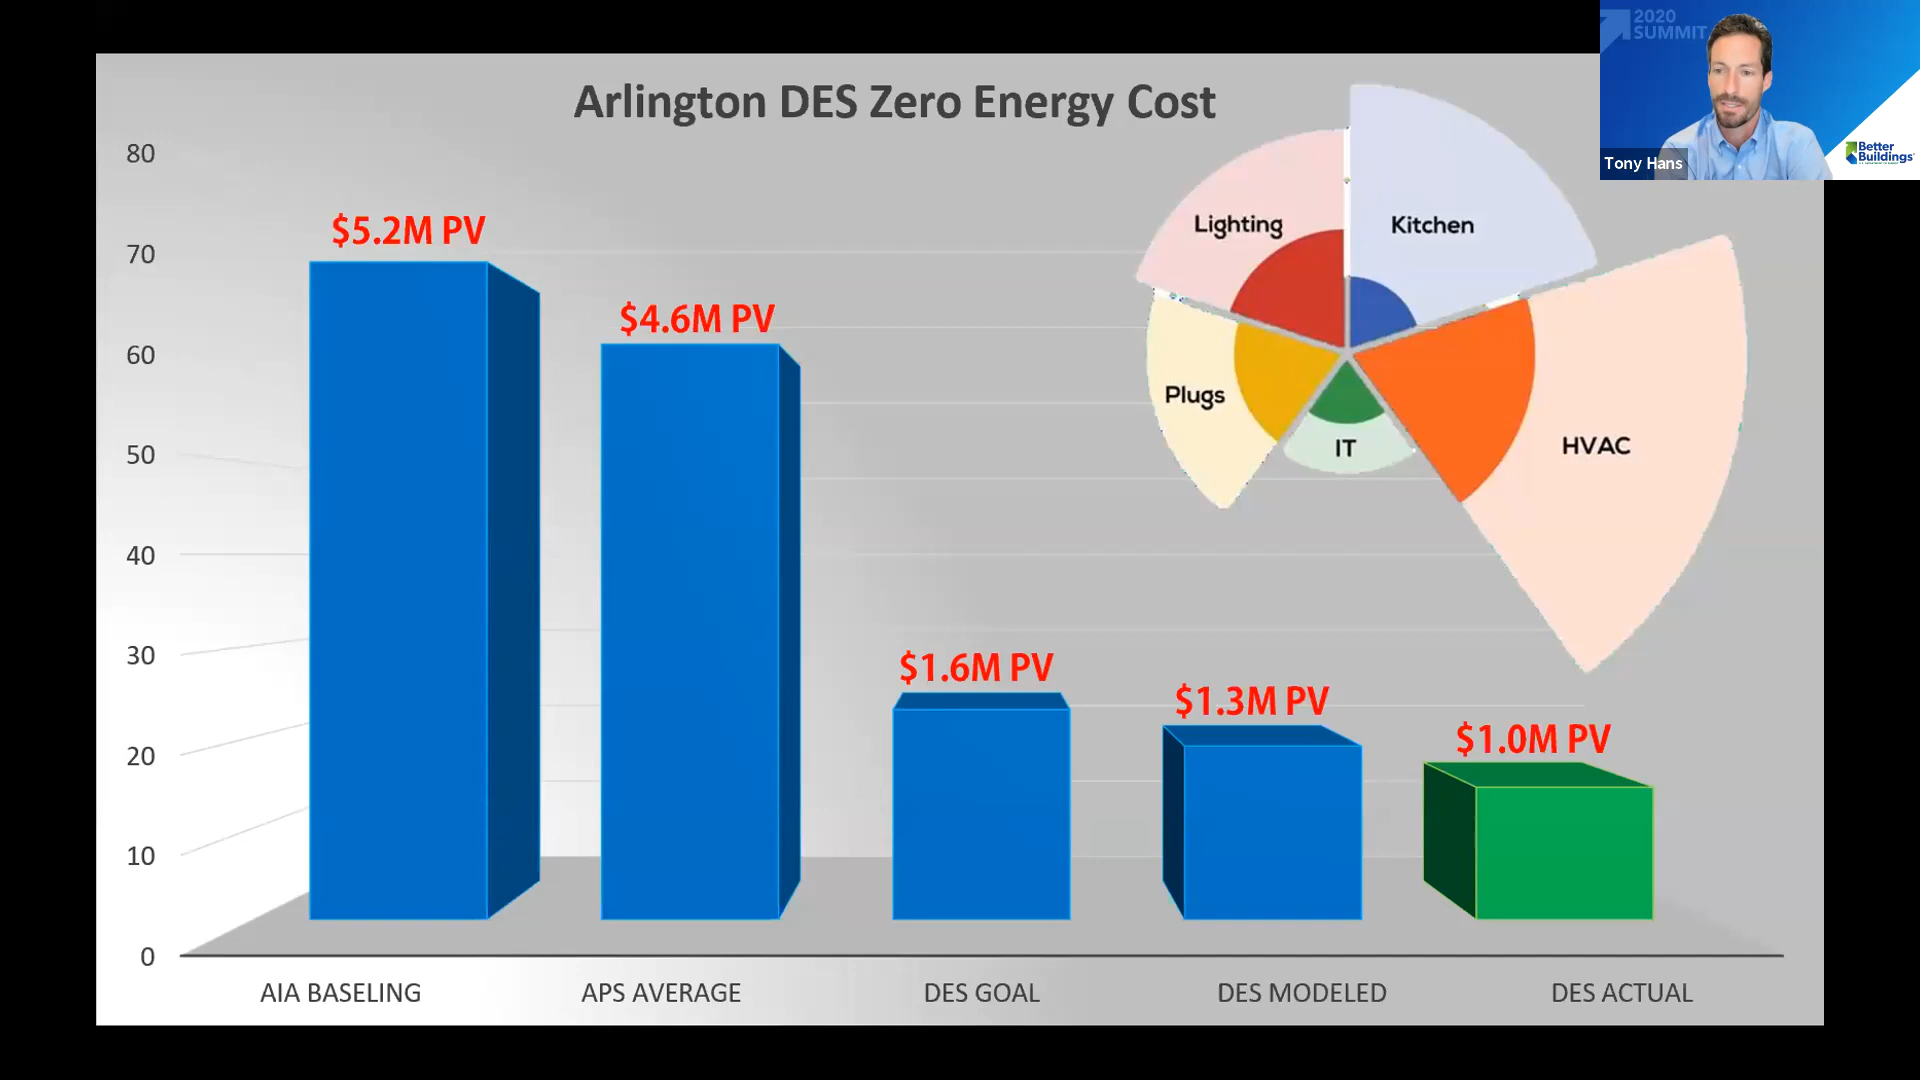 2020
SUMMIT
Tony Hans
Better
Buildings
Arlington DES Zero Energy Cost
80
70
60
50
40
30
20
10
0
$5.2M PV
$4.6M PV
$1.6M PV
$1.3M PV
$1.0M PV
Lighting
Kitchen
Plugs
IT
HVAC
AIA BASELING
APS AVERAGE
DES GOAL
DES MODELED
DES ACTUAL